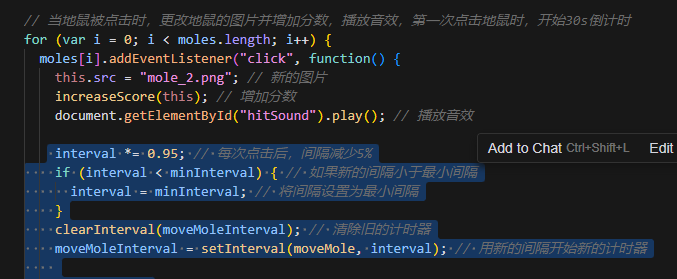 // 当地鼠被点击时，更改地鼠的图片并增加分数，播放音效，第一次点击地鼠时，开始30s倒计时
for (var i = 0; i < moles.length; i++) {
moles[i].addEventListener("click", function() {
this.src = "mole_2.png"; // 新的图片
increaseScore(this); // 增加分数
document.getElementById("hitSound").play(); // 播放音效
interval *= 0.95; // 每次点击后，间隔减少5%
Add to Chat Ctrl+Shift+L Edit
if (interval < minInterval) { // 如果新的间隔小于最小间隔
interval = minInterval; // 将间隔设置为最小间隔
}
clearInterval(moveMoleInterval); // 清除旧的计时器
moveMoleInterval = setInterval(moveMole, interval); // 用新的间隔开始新的计时器